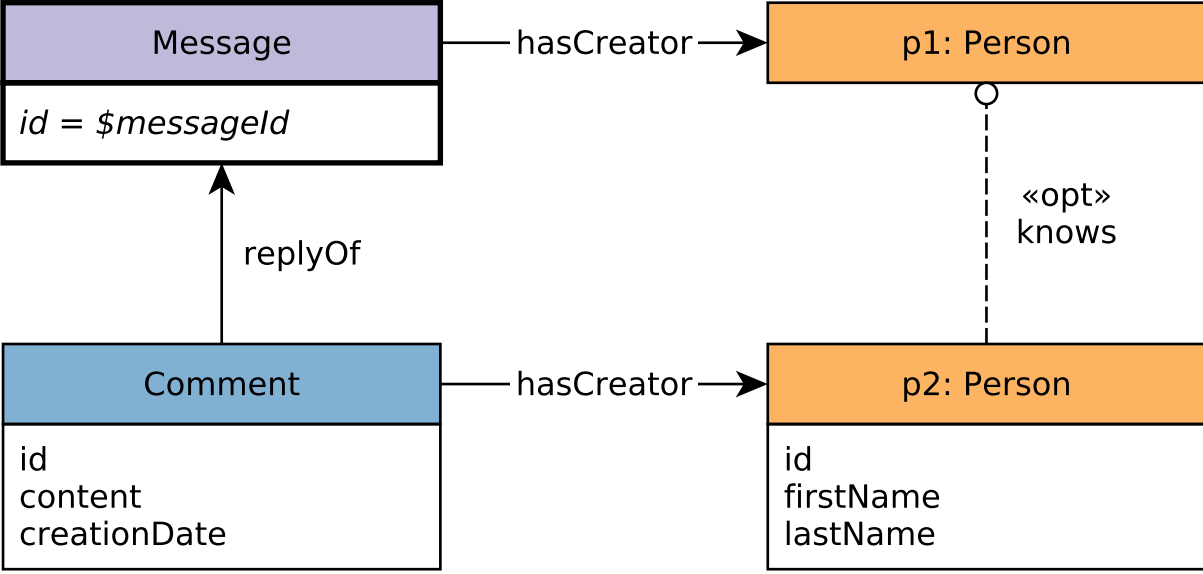 Message
hasCreator
p1: Person
id = $messageId
«opt»
knows
replyOf
Comment
hasCreator
p2: Person
id
content
creationDate
id
firstName
lastName